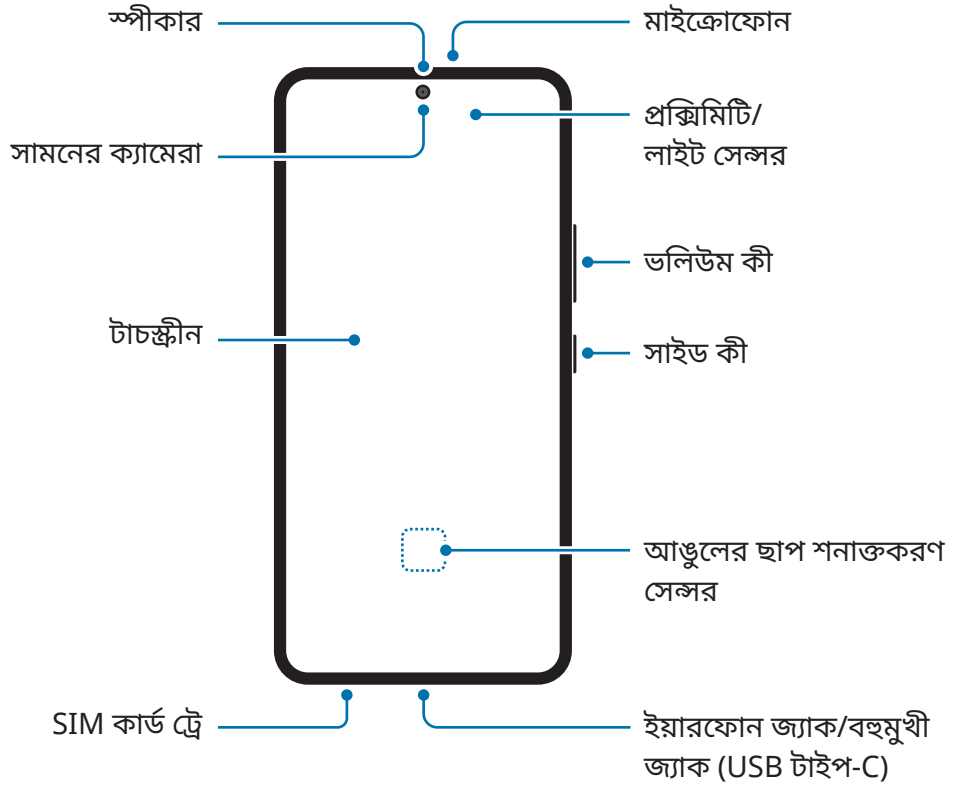 স্পীকার
মাইক্রোফোন
প্রক্সিমিটি/
লাইট সেন্সর
সামনের ক্যামেরা
ভলিউম কী
টাচস্ক্রীন
সাইড কী
আঙুলের ছাপ শনাক্তকরণ
সেন্সর
SIM কার্ড ট্রে
ইয়ারফোন জ্যাক/বহুমুখী
জ্যাক (USB টাইপ-C)